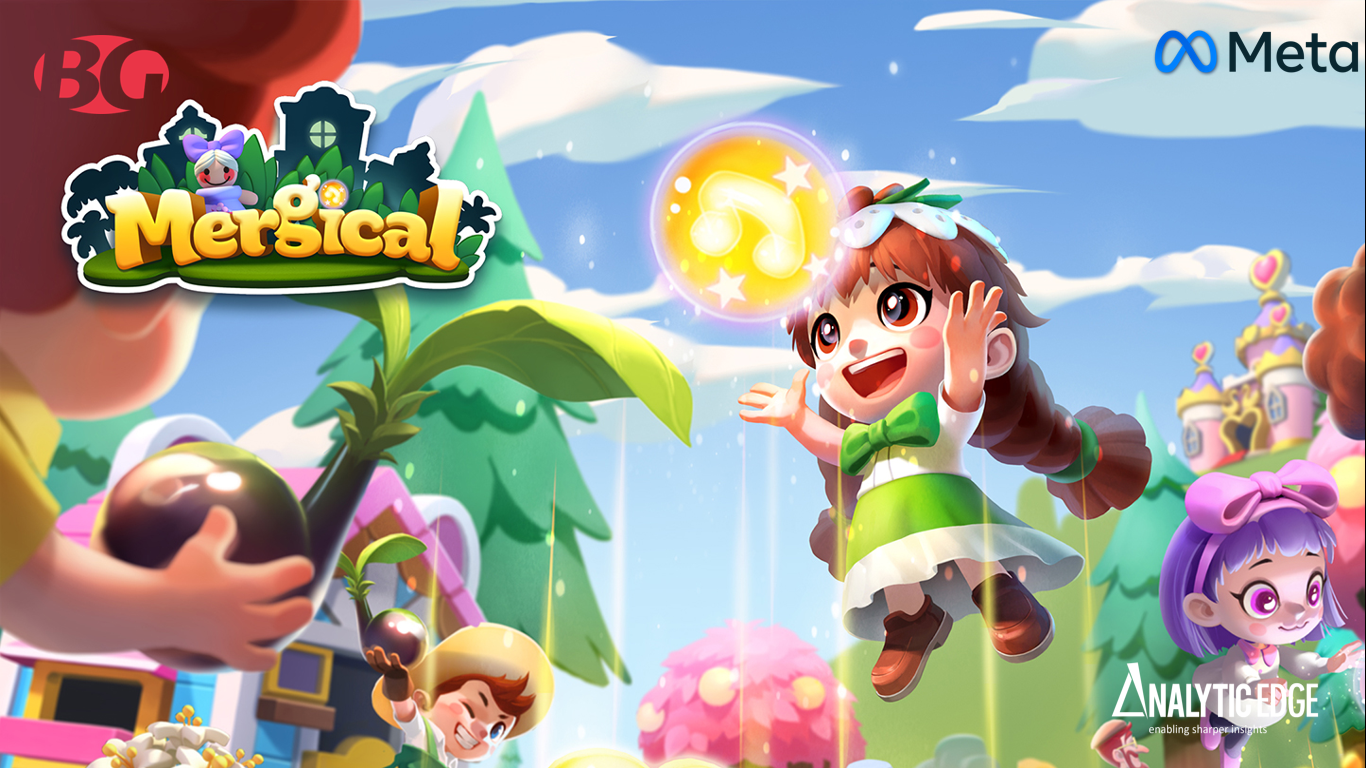 BG
Meta
Mergical
ANALYTIC EDGE
enabling sharper insights